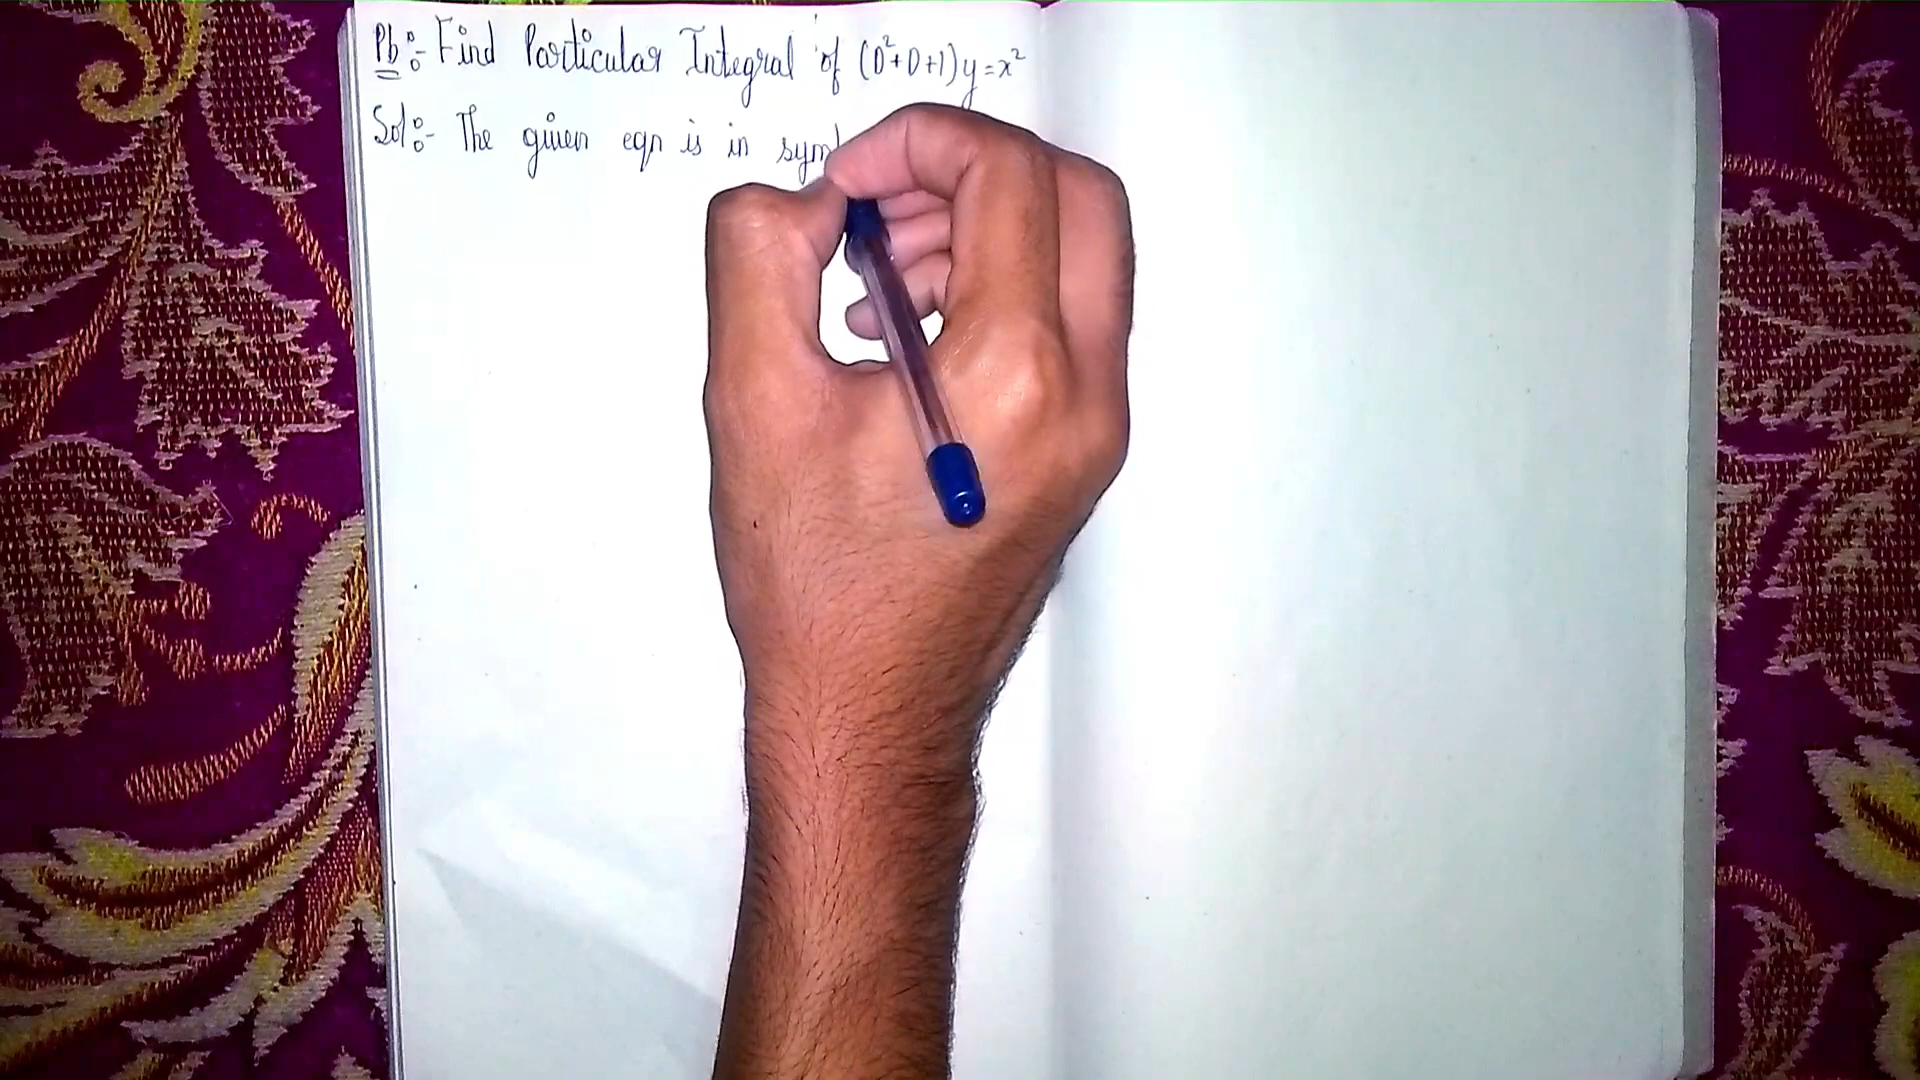 Pb:- Find Particular Integral of (D²+D+1)y=x²
Sol:- The given eqn is in